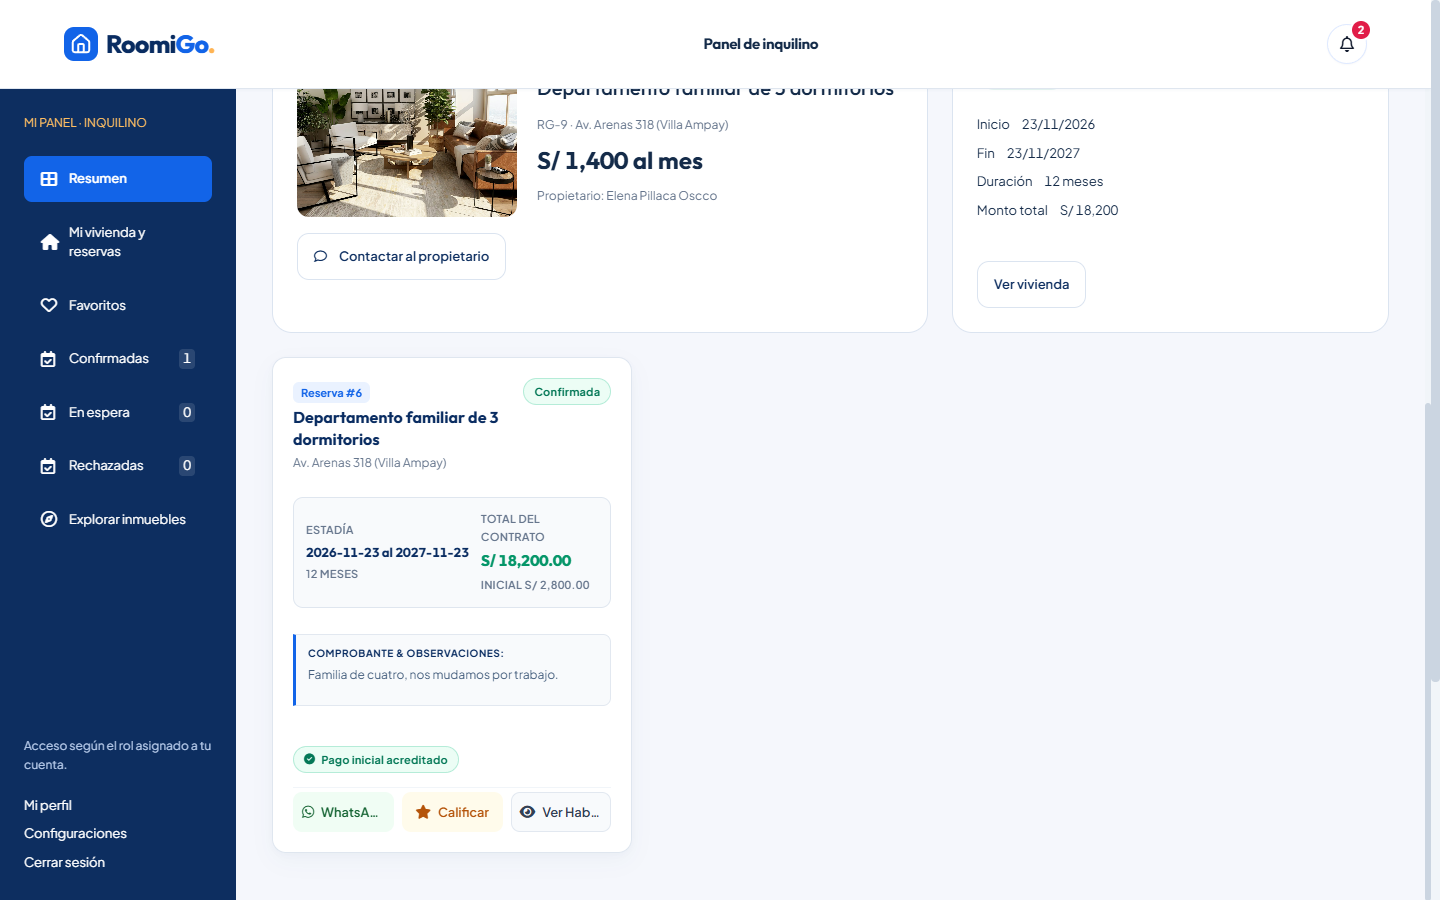 RoomiGo.
Panel de inquilino
2
MI PANEL · INQUILINO
Resumen
Mi vivienda y
reservas
Favoritos
Confirmadas 1
En espera 0
Rechazadas 0
Explorar inmuebles
Acceso según el rol asignado a tu
cuenta.
Mi perfil
Configuraciones
Cerrar sesión
Departamento familiar de 3 dormitorios
RG-9 · Av. Arenas 318 (Villa Ampay)
S/ 1,400 al mes
Propietario: Elena Pillaca Oscco
Contactar al propietario
Inicio 23/11/2026
Fin 23/11/2027
Duración 12 meses
Monto total S/ 18,200
Ver vivienda
Reserva #6
Confirmada
Departamento familiar de 3
dormitorios
Av. Arenas 318 (Villa Ampay)
ESTADÍA
2026-11-23 al 2027-11-23
12 MESES
TOTAL DEL
CONTRATO
S/ 18,200.00
INICIAL S/ 2,800.00
COMPROBANTE & OBSERVACIONES:
Familia de cuatro, nos mudamos por trabajo.
Pago inicial acreditado
WhatsA...
Calificar
Ver Hab...